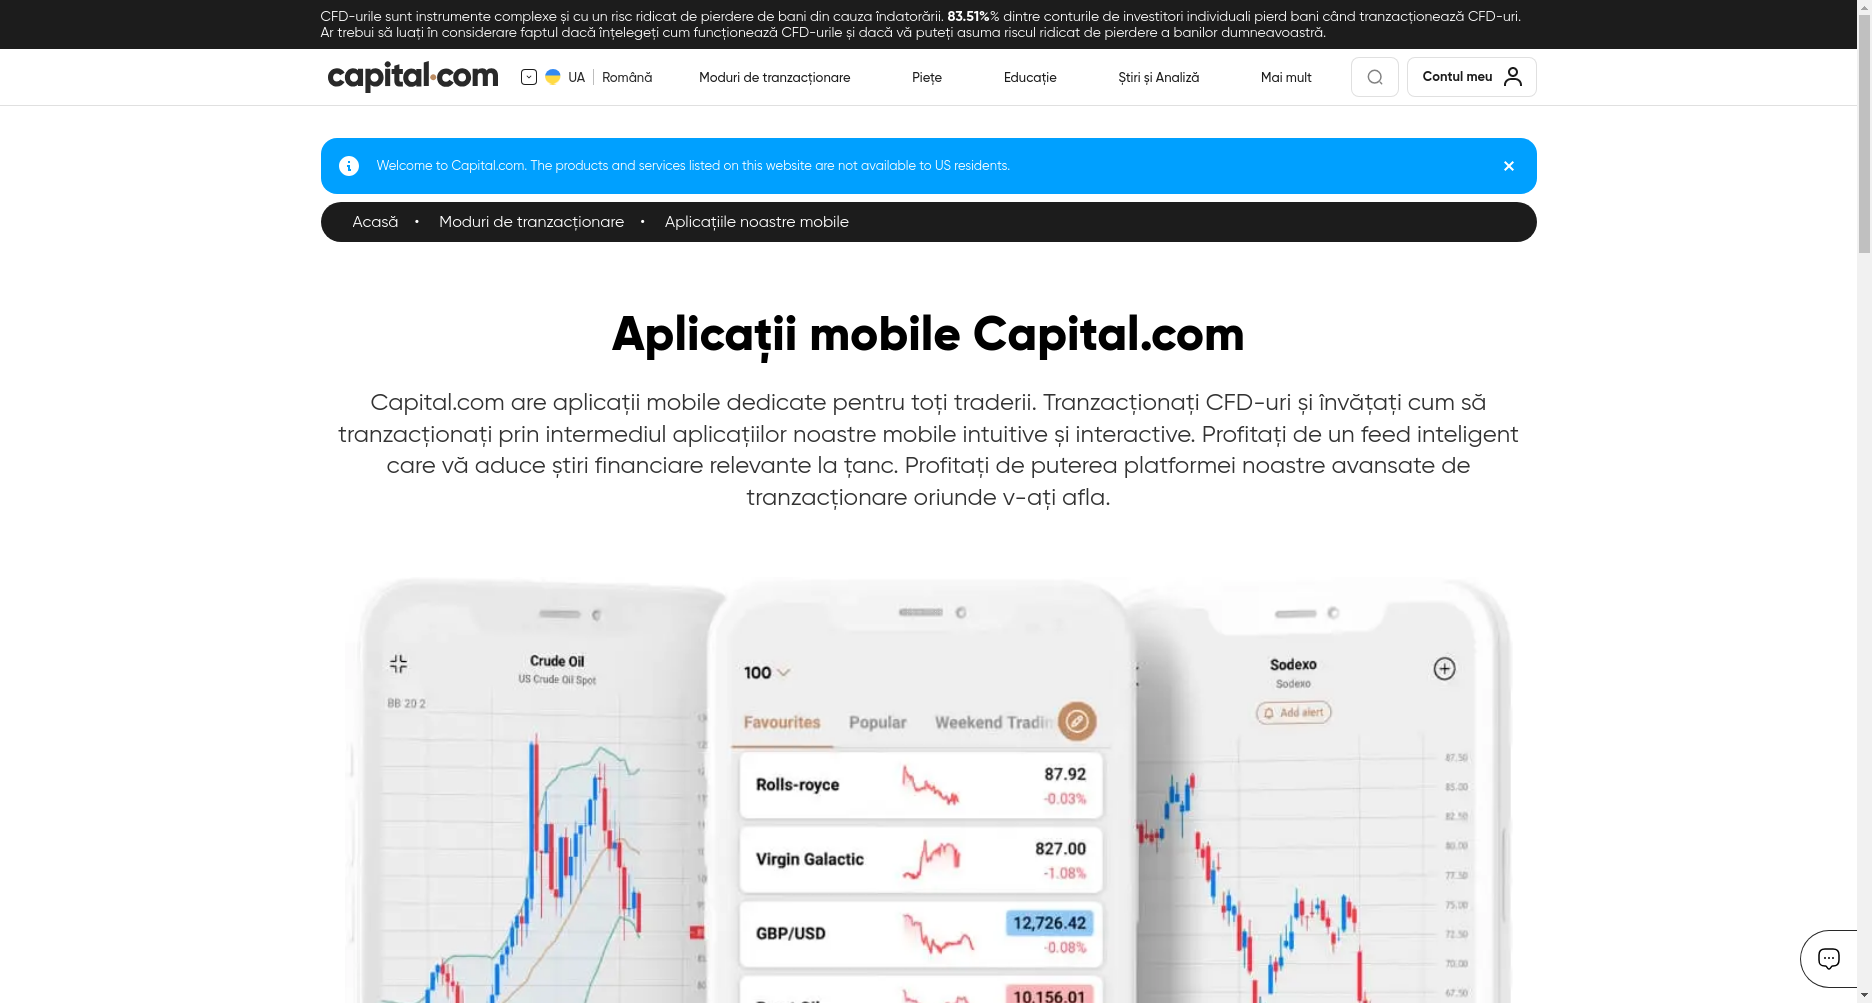 CFD-urile sunt instrumente complexe și cu un risc ridicat de pierdere de bani din cauza îndatorării. 83.51%% dintre conturile de investitori individuali pierd bani când tranzacționează CFD-uri.
Ar trebui să luați în considerare faptul dacă înțelegeți cum funcționează CFD-urile și dacă vă puteți asuma riscul ridicat de pierdere a banilor dumneavoastră.
capital.com
UA | Română
Moduri de tranzacționare
Piețe
Educație
Știri și Analiză
Mai mult
Contul meu
Welcome to Capital.com. The products and services listed on this website are not available to US residents.
Acasă • Moduri de tranzacționare • Aplicațiile noastre mobile
Aplicații mobile Capital.com
Capital.com are aplicații mobile dedicate pentru toți traderii. Tranzacționați CFD-uri și învățați cum să
tranzacționați prin intermediul aplicațiilor noastre mobile intuitive și interactive. Profitați de un feed inteligent
care vă aduce știri financiare relevante la țanc. Profitați de puterea platformei noastre avansate de
tranzacționare oriunde v-ați afla.
Crude Oil
US Crude Oil Spot
BB 20 2
100
Favourites Popular Weekend Tradin
Rolls-royce 87.92
-0.03%
Virgin Galactic 827.00
-1.08%
GBP/USD 12,726.42
-0.08%
10,156.01
Sodexo
Sodexo
Add alert
87.50
85.00
82.50
80.00
77.50
75.00
72.50
70.00
67.50